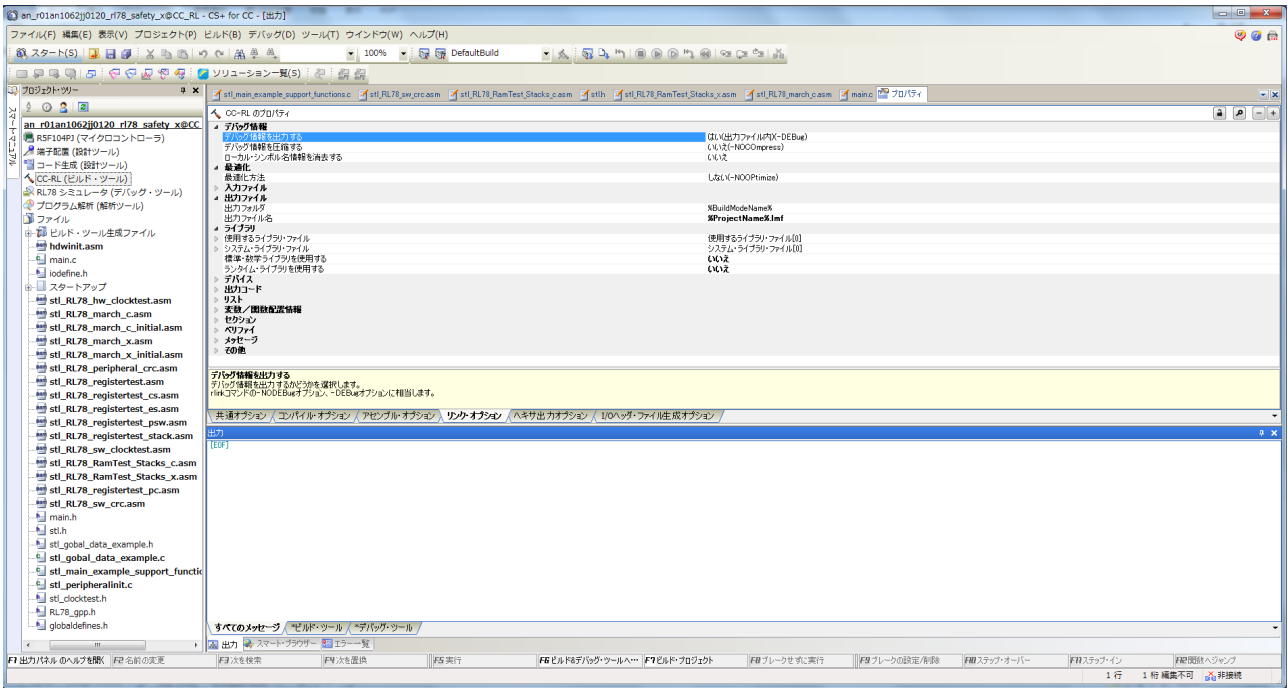 an_r01an1062jj0120_rl78_safety_x@CC_RL - CS+ for CC - [出力]
ファイル(F) 編集(E) 表示(V) プロジェクト(P) ビルド(B) デバッグ(D) ツール(T) ウインドウ(W) ヘルプ(H)
スタート(S) 100% DefaultBuild
ソリューション一覧(S)
プロジェクト・ツリー
stl_main_example_support_functions.c stl_RL78_sw_crc.asm stl_RL78_RamTest_Stacks_c.asm stl.h stl_RL78_RamTest_Stacks_x.asm stl_RL78_march_c.asm main.c プロパティ
スマート・マニュアル
an_r01an1062jj0120_rl78_safety_x@CC
R5F104PJ (マイクロコントローラ)
端子配置 (設計ツール)
コード生成 (設計ツール)
CC-RL (ビルド・ツール)
RL78 シミュレータ (デバッグ・ツール)
プログラム解析 (解析ツール)
ファイル
ビルド・ツール生成ファイル
hdwinit.asm
main.c
iodefine.h
スタートアップ
stl_RL78_hw_clocktest.asm
stl_RL78_march_c.asm
stl_RL78_march_c_initial.asm
stl_RL78_march_x.asm
stl_RL78_march_x_initial.asm
stl_RL78_peripheral_crc.asm
stl_RL78_registertest.asm
stl_RL78_registertest_cs.asm
stl_RL78_registertest_es.asm
stl_RL78_registertest_psw.asm
stl_RL78_registertest_stack.asm
stl_RL78_sw_clocktest.asm
stl_RL78_RamTest_Stacks_c.asm
stl_RL78_RamTest_Stacks_x.asm
stl_RL78_registertest_pc.asm
stl_RL78_sw_crc.asm
main.h
stl.h
stl_gobal_data_example.h
stl_gobal_data_example.c
stl_main_example_support_functic
stl_peripheralinit.c
stl_clocktest.h
RL78_gpp.h
globaldefines.h
CC-RL のプロパティ
デバッグ情報
デバッグ情報を出力する はい(出力ファイル内)(-DEBug)
デバッグ情報を圧縮する いいえ(-NOCOmpress)
ローカル・シンボル名情報を消去する いいえ
最適化
最適化方法 しない(-NOOPtimize)
入力ファイル
出力ファイル
出力フォルダ %BuildModeName%
出力ファイル名 %ProjectName%.lmf
ライブラリ
使用するライブラリ・ファイル 使用するライブラリ・ファイル[0]
システム・ライブラリ・ファイル システム・ライブラリ・ファイル[0]
標準・数学ライブラリを使用する いいえ
ランタイム・ライブラリを使用する いいえ
デバイス
出力コード
リスト
変数／関数配置情報
セクション
ベリファイ
メッセージ
その他
デバッグ情報を出力する
デバッグ情報を出力するかどうかを選択します。
rlinkコマンドの-NODEBugオプション、-DEBugオプションに相当します。
共通オプション コンパイル・オプション アセンブル・オプション リンク・オプション ヘキサ出力オプション I/Oヘッダ・ファイル生成オプション
出力
[EOF]
すべてのメッセージ *ビルド・ツール *デバッグ・ツール
出力 スマート・ブラウザー エラー一覧
F1 出力パネル のヘルプを開く F2 名前の変更 F3 次を検索 F4 次を置換 F5 実行 F6 ビルド&デバッグ・ツールへ… F7 ビルド・プロジェクト F8 ブレークせずに実行 F9 ブレークの設定/削除 F10 ステップ・オーバー F11 ステップ・イン F12 関数へジャンプ
1 行 1 桁 編集不可 非接続